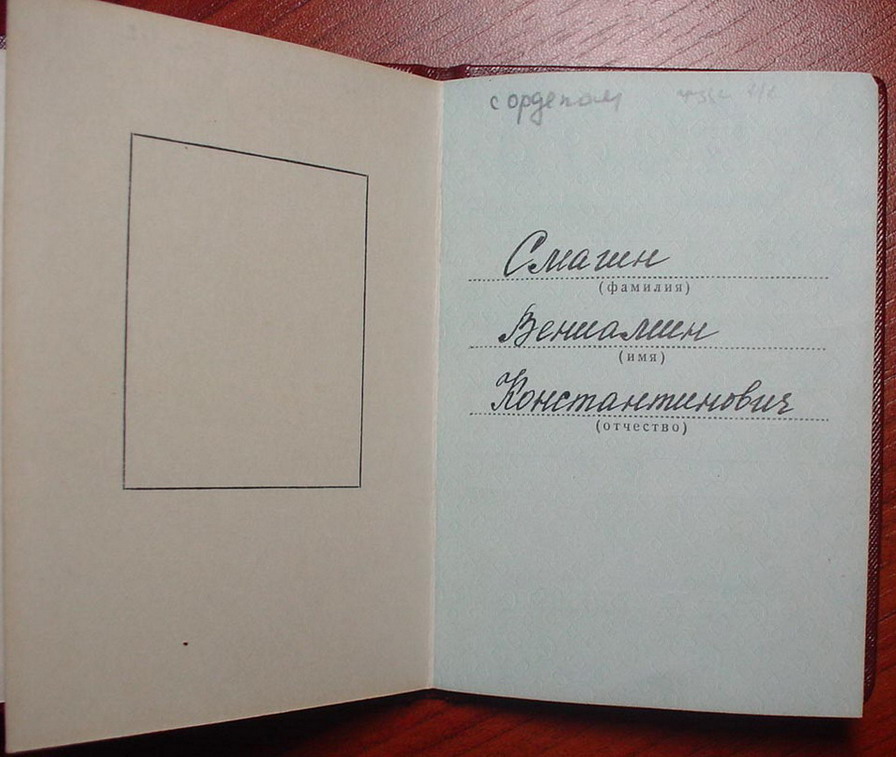 с орденом
Смагин
(фамилия)
Вениамин
(имя)
Константинович
(отчество)